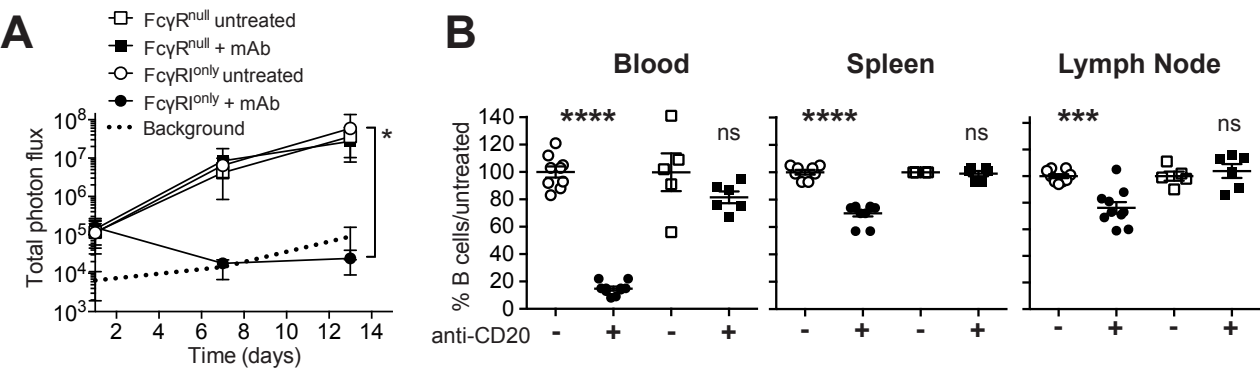 A
FcγRnull untreated
FcγRnull + mAb
FcγRIonly untreated
FcγRIonly + mAb
Background
Total photon flux
10^8
10^7
10^6
10^5
10^4
10^3
*
2 4 6 8 10 12 14
Time (days)
B
Blood Spleen Lymph Node
**** **** ***
ns ns ns
% B cells/untreated
140
120
100
80
60
40
20
0
anti-CD20 - + - + - + - + - + - +